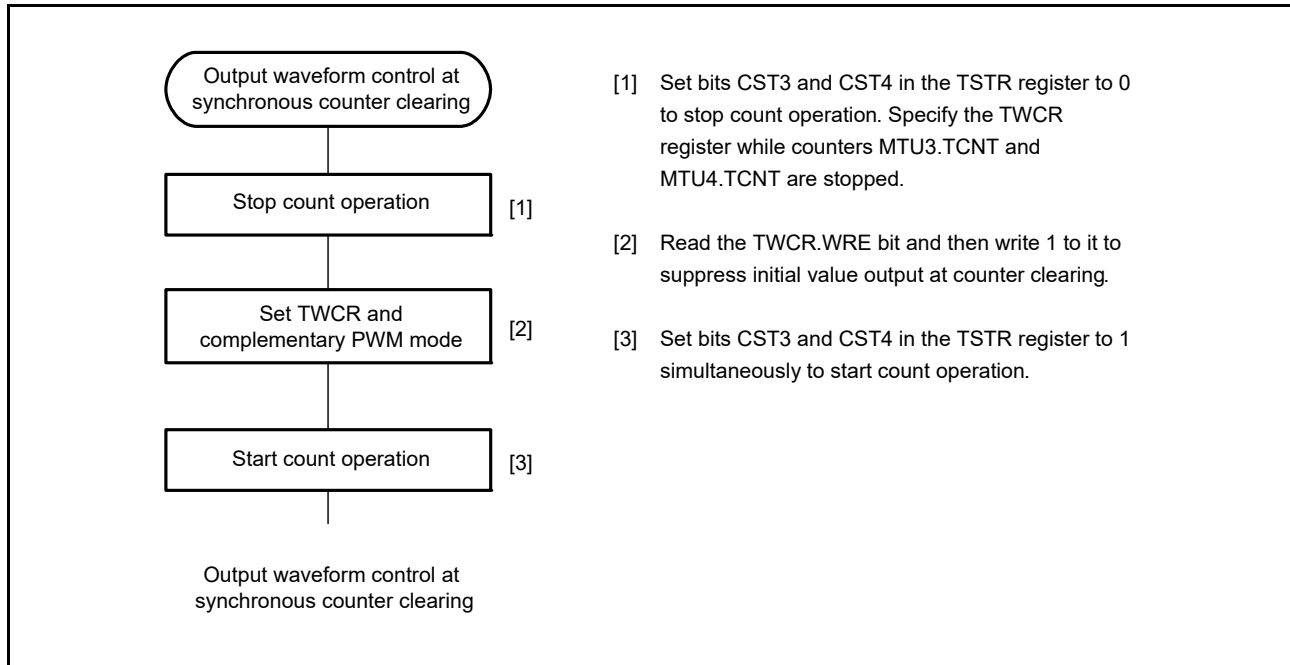 Output waveform control at
synchronous counter clearing
Stop count operation
[1]
Set TWCR and
complementary PWM mode
[2]
Start count operation
[3]
Output waveform control at
synchronous counter clearing
[1] Set bits CST3 and CST4 in the TSTR register to 0
to stop count operation. Specify the TWCR
register while counters MTU3.TCNT and
MTU4.TCNT are stopped.
[2] Read the TWCR.WRE bit and then write 1 to it to
suppress initial value output at counter clearing.
[3] Set bits CST3 and CST4 in the TSTR register to 1
simultaneously to start count operation.